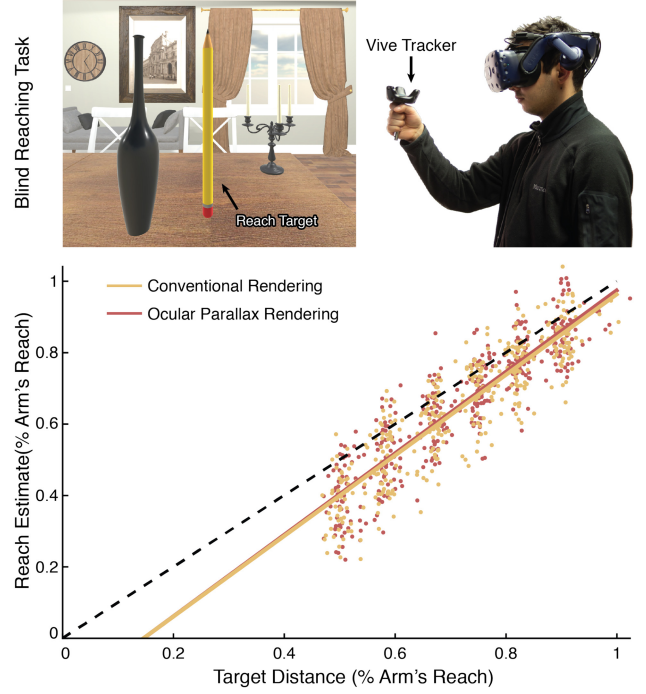 Blind Reaching Task
Reach Target
Vive Tracker
Conventional Rendering
Ocular Parallax Rendering
Reach Estimate(% Arm's Reach)
1
0.8
0.6
0.4
0.2
0
0
0.2
0.4
0.6
0.8
1
Target Distance (% Arm's Reach)